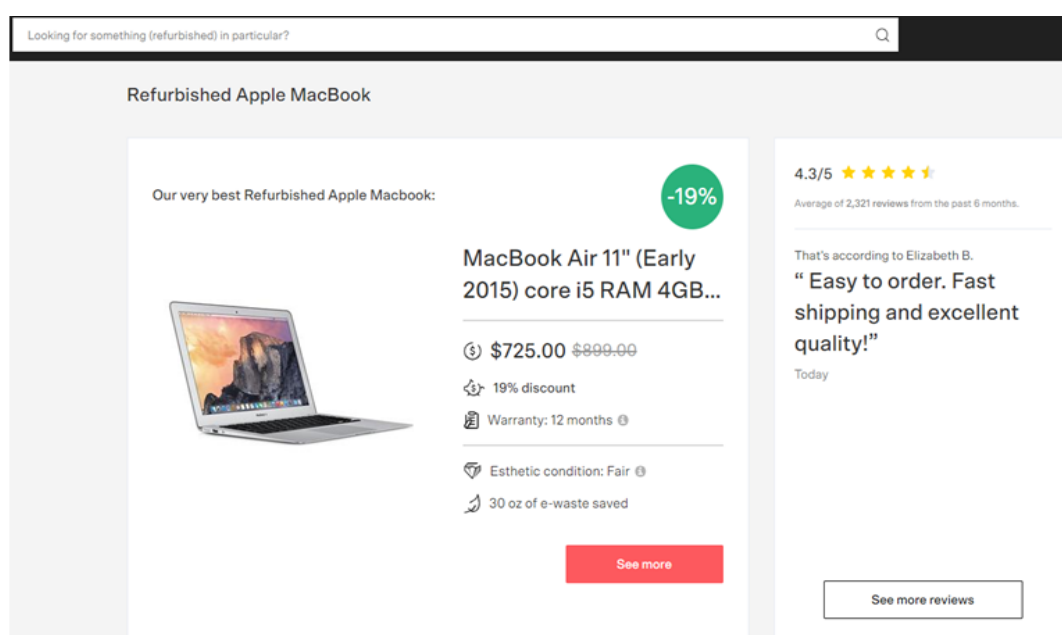 Looking for something (refurbished) in particular?
Refurbished Apple MacBook
Our very best Refurbished Apple Macbook:
-19%
MacBook Air 11" (Early
2015) core i5 RAM 4GB...
$725.00 $899.00
19% discount
Warranty: 12 months
Esthetic condition: Fair
30 oz of e-waste saved
See more
4.3/5
Average of 2,321 reviews from the past 6 months.
That's according to Elizabeth B.
“ Easy to order. Fast
shipping and excellent
quality!”
Today
See more reviews